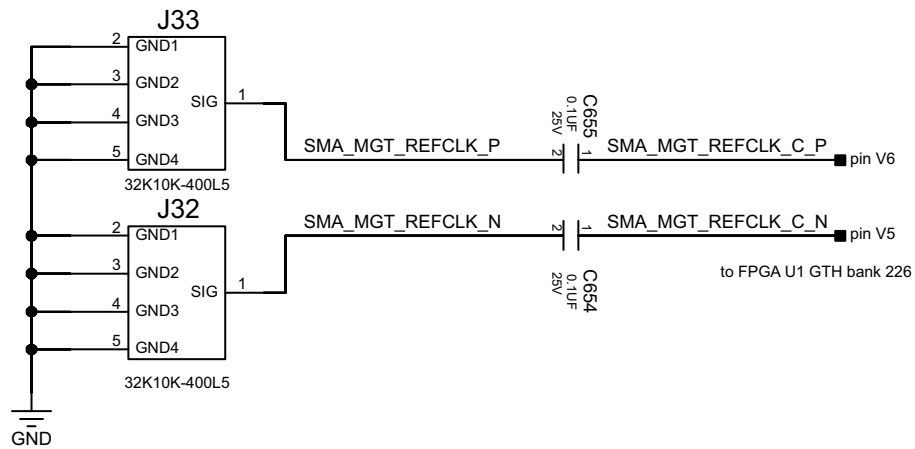 J33
2 GND1
3 GND2
4 GND3
5 GND4
SIG 1
32K10K-400L5
SMA_MGT_REFCLK_P
C655
0.1UF
25V
2 1
SMA_MGT_REFCLK_C_P
pin V6
J32
2 GND1
3 GND2
4 GND3
5 GND4
SIG 1
32K10K-400L5
SMA_MGT_REFCLK_N
2 1
C654
0.1UF
25V
SMA_MGT_REFCLK_C_N
pin V5
to FPGA U1 GTH bank 226
GND